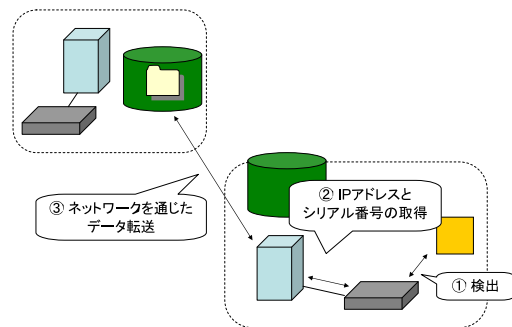 ② IPアドレスと
シリアル番号の取得
③ ネットワークを通じた
データ転送
① 検出